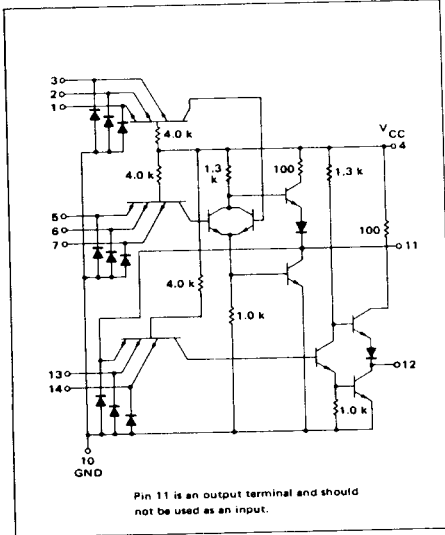 3
2
1
4.0 k
VCC
4
4.0 k
1.3
k
100
1.3 k
100
5
6
7
11
4.0 k
1.0 k
13
14
12
1.0 k
10
GND
Pin 11 is an output terminal and should
not be used as an input.